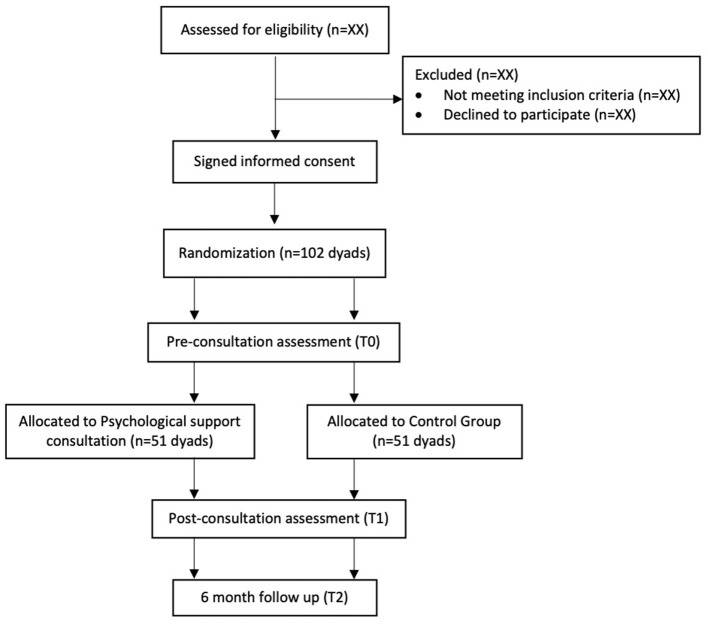 Assessed for eligibility (n=XX)
Excluded (n=XX)
• Not meeting inclusion criteria (n=XX)
• Declined to participate (n=XX)
Signed informed consent
Randomization (n=102 dyads)
Pre-consultation assessment (T0)
Allocated to Psychological support
consultation (n=51 dyads)
Allocated to Control Group
(n=51 dyads)
Post-consultation assessment (T1)
6 month follow up (T2)